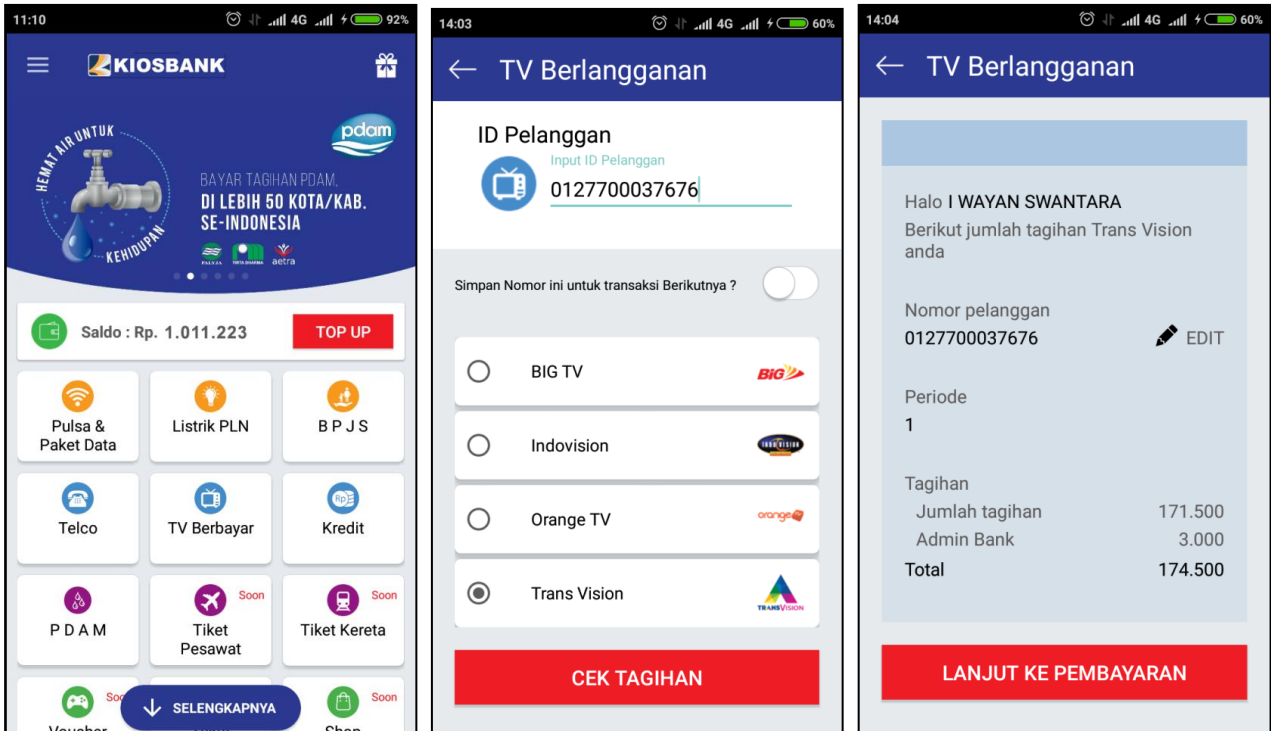 11:10
4G
92%
KIOSBANK
HEMAT AIR UNTUK
KEHIDUPAN
pdam
BAYAR TAGIHAN PDAM,
DI LEBIH 50 KOTA/KAB.
SE-INDONESIA
aetra
Saldo : Rp. 1.011.223
TOP UP
Pulsa &
Paket Data
Listrik PLN
B P J S
Telco
TV Berbayar
Rp
Kredit
P D A M
Soon
Tiket
Pesawat
Soon
Tiket Kereta
SELENGKAPNYA
Soon
14:03
4G
60%
TV Berlangganan
ID Pelanggan
Input ID Pelanggan
0127700037676
Simpan Nomor ini untuk transaksi Berikutnya ?
BIG TV
BiG
Indovision
INDOVISION
Orange TV
orange
Trans Vision
TRANSVISION
CEK TAGIHAN
14:04
4G
60%
TV Berlangganan
Halo I WAYAN SWANTARA
Berikut jumlah tagihan Trans Vision
anda
Nomor pelanggan
0127700037676
EDIT
Periode
1
Tagihan
Jumlah tagihan 171.500
Admin Bank 3.000
Total 174.500
LANJUT KE PEMBAYARAN